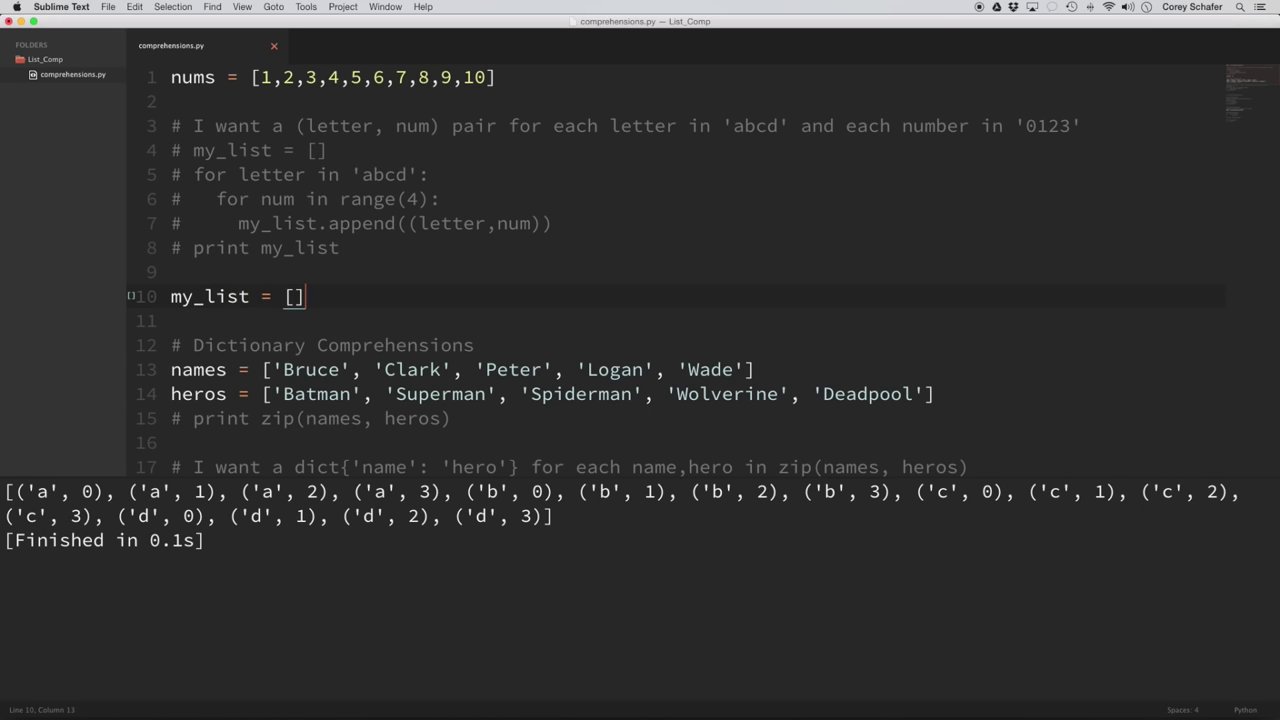 Sublime Text File Edit Selection Find View Goto Tools Project Window Help Corey Schafer
comprehensions.py — List_Comp
FOLDERS
List_Comp
comprehensions.py
comprehensions.py
1 nums = [1,2,3,4,5,6,7,8,9,10]
2
3 # I want a (letter, num) pair for each letter in 'abcd' and each number in '0123'
4 # my_list = []
5 # for letter in 'abcd':
6 #   for num in range(4):
7 #     my_list.append((letter,num))
8 # print my_list
9
10 my_list = []
11
12 # Dictionary Comprehensions
13 names = ['Bruce', 'Clark', 'Peter', 'Logan', 'Wade']
14 heros = ['Batman', 'Superman', 'Spiderman', 'Wolverine', 'Deadpool']
15 # print zip(names, heros)
16
17 # I want a dict{'name': 'hero'} for each name,hero in zip(names, heros)
[('a', 0), ('a', 1), ('a', 2), ('a', 3), ('b', 0), ('b', 1), ('b', 2), ('b', 3), ('c', 0), ('c', 1), ('c', 2),
('c', 3), ('d', 0), ('d', 1), ('d', 2), ('d', 3)]
[Finished in 0.1s]
Line 10, Column 13 Spaces: 4 Python